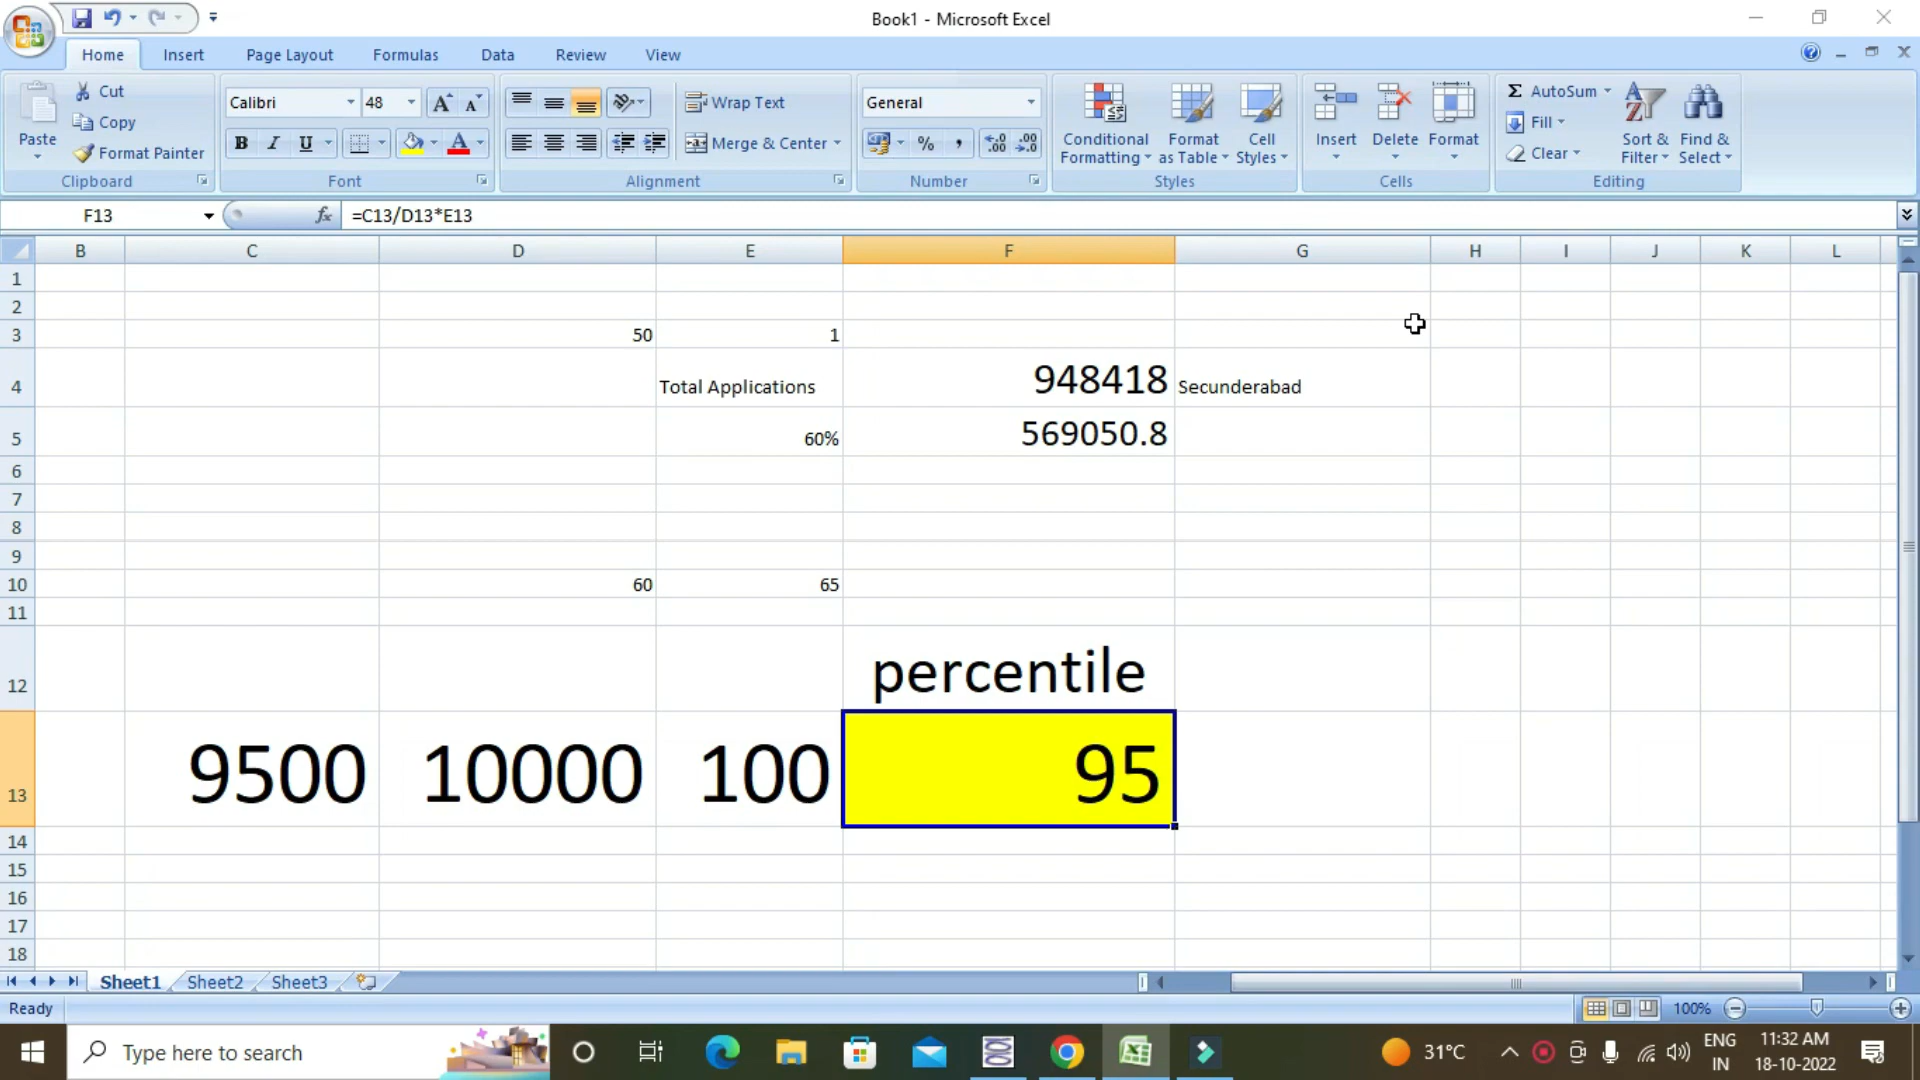 Book1 - Microsoft Excel
Home Insert Page Layout Formulas Data Review View
Cut
Copy
Format Painter
Paste
Clipboard
Calibri 48
B I U
Font
Wrap Text
Merge & Center
Alignment
General
% , .00 .0
Number
Conditional Formatting
Format as Table
Cell Styles
Styles
Insert Delete Format
Cells
Σ AutoSum
Fill
Clear
Sort & Filter
Find & Select
Editing
F13 fx =C13/D13*E13
B C D E F G H I J K L
1
2
3 50 1
4 Total Applications 948418 Secunderabad
5 60% 569050.8
6
7
8
9
10 60 65
11
12 percentile
13 9500 10000 100 95
14
15
16
17
18
Sheet1 Sheet2 Sheet3
Ready 100%
Type here to search 31°C ENG IN 11:32 AM 18-10-2022